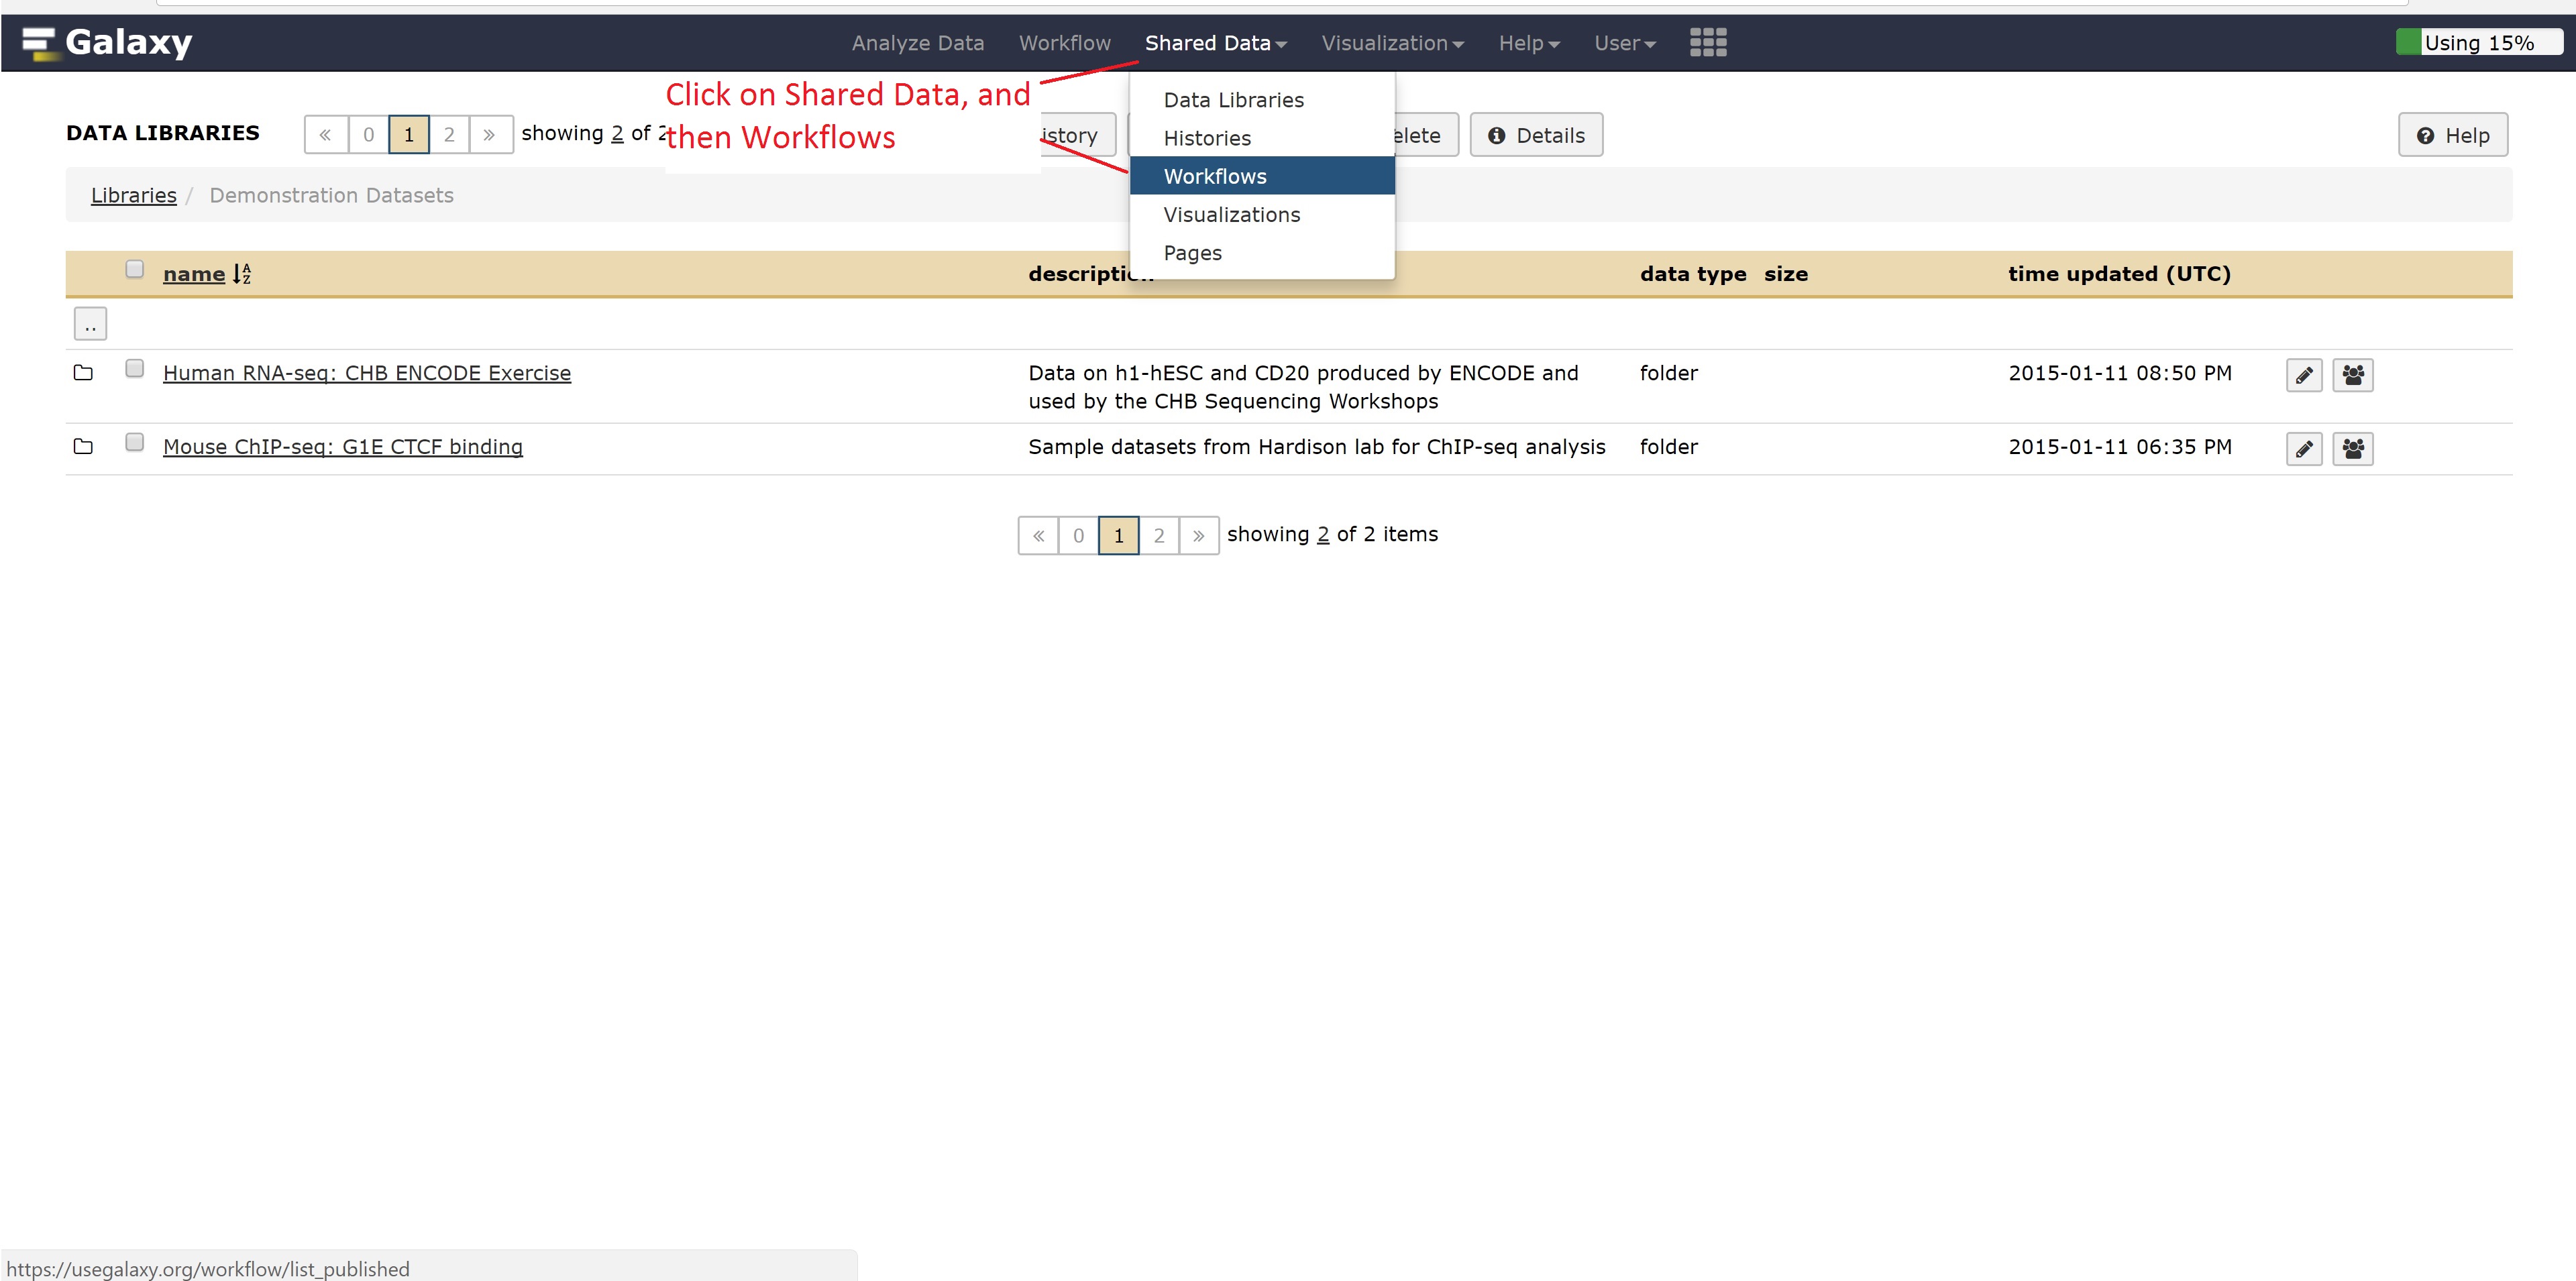 Galaxy
Analyze Data Workflow Shared Data Visualization Help User
Using 15%
Click on Shared Data, and
then Workflows
DATA LIBRARIES
« 0 1 2 » showing 2 of
Details
Help
Data Libraries
Histories
Workflows
Visualizations
Pages
Libraries / Demonstration Datasets
name data type size time updated (UTC)
..
Human RNA-seq: CHB ENCODE Exercise Data on h1-hESC and CD20 produced by ENCODE and folder 2015-01-11 08:50 PM
used by the CHB Sequencing Workshops
Mouse ChIP-seq: G1E CTCF binding Sample datasets from Hardison lab for ChIP-seq analysis folder 2015-01-11 06:35 PM
« 0 1 2 » showing 2 of 2 items
https://usegalaxy.org/workflow/list_published